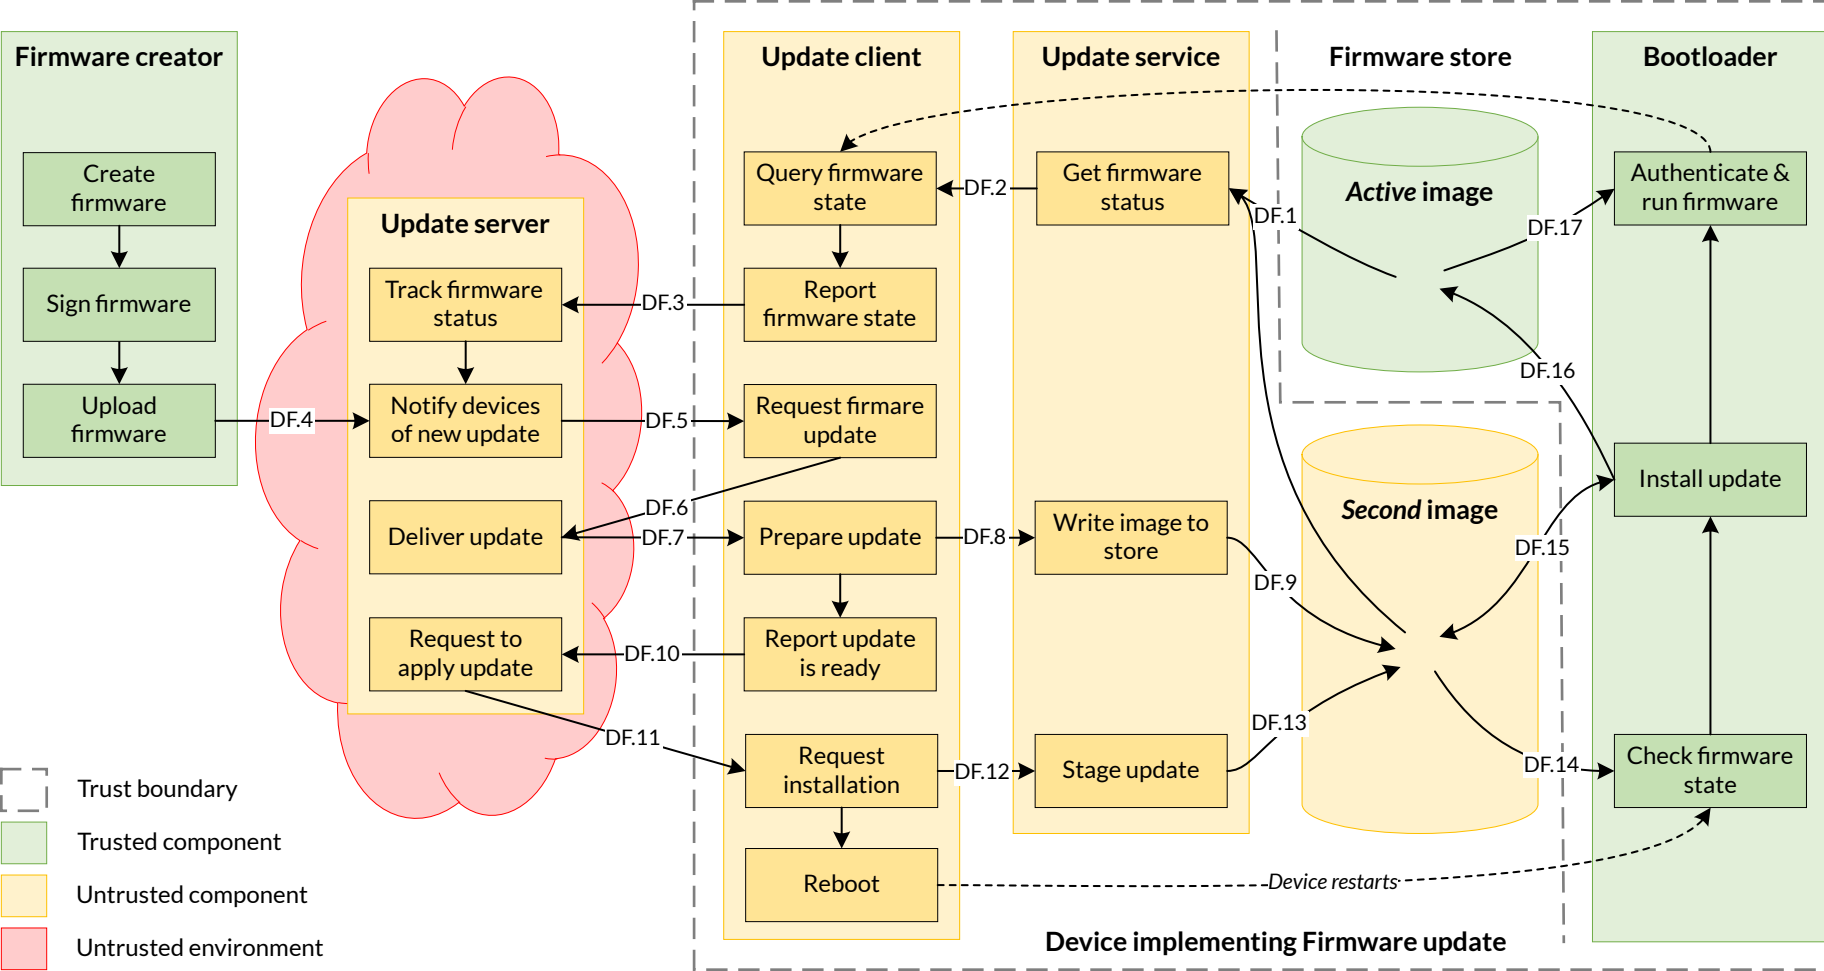 Firmware creator
Create
firmware
Sign firmware
Upload
firmware
DF.4
Update server
Track firmware
status
Notify devices
of new update
Deliver update
Request to
apply update
DF.3
DF.5
DF.6
DF.7
DF.10
DF.11
Update client
Query firmware
state
Report
firmware state
Request firmare
update
Prepare update
Report update
is ready
Request
installation
Reboot
DF.2
DF.8
DF.12
Update service
Get firmware
status
Write image to
store
Stage update
DF.1
DF.9
DF.13
Device restarts
Firmware store
Active image
Second image
DF.17
DF.16
DF.15
DF.14
Bootloader
Authenticate &
run firmware
Install update
Check firmware
state
Device implementing Firmware update
Trust boundary
Trusted component
Untrusted component
Untrusted environment